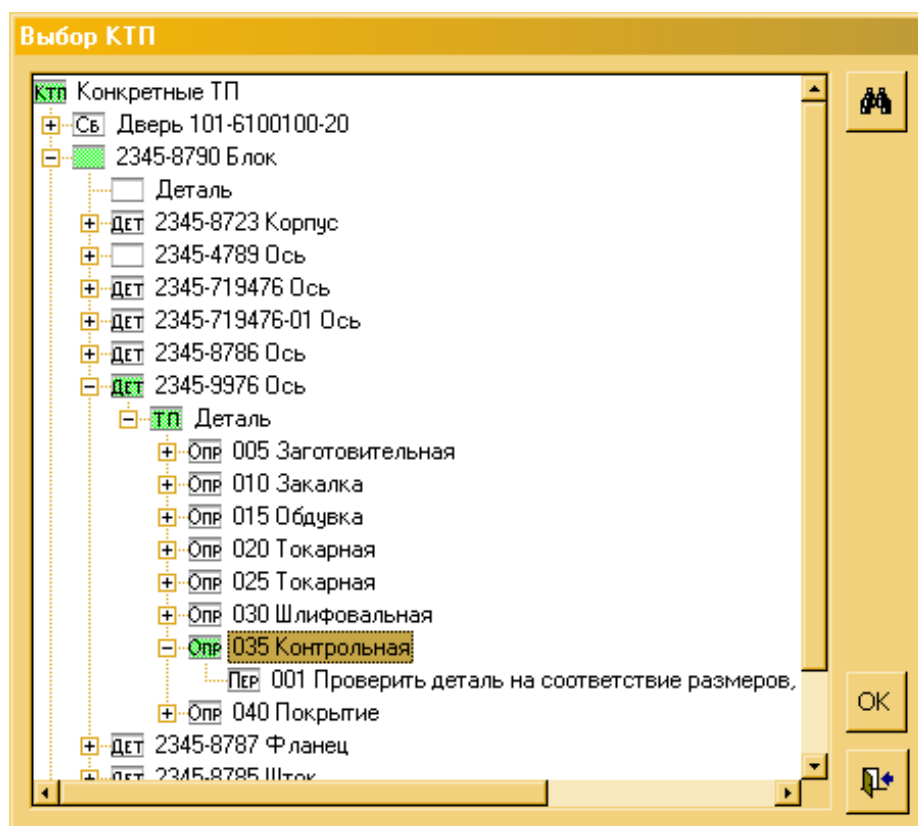 Выбор КТП
КТП Конкретные ТП
СБ Дверь 101-6100100-20
2345-8790 Блок
Деталь
ДЕТ 2345-8723 Корпус
2345-4789 Ось
ДЕТ 2345-719476 Ось
ДЕТ 2345-719476-01 Ось
ДЕТ 2345-8786 Ось
ДЕТ 2345-9976 Ось
ТП Деталь
ОПР 005 Заготовительная
ОПР 010 Закалка
ОПР 015 Обдувка
ОПР 020 Токарная
ОПР 025 Токарная
ОПР 030 Шлифовальная
ОПР 035 Контрольная
ПЕР 001 Проверить деталь на соответствие размеров,
ОПР 040 Покрытие
ДЕТ 2345-8787 Фланец
ДЕТ 2345-8785 Шток
OK